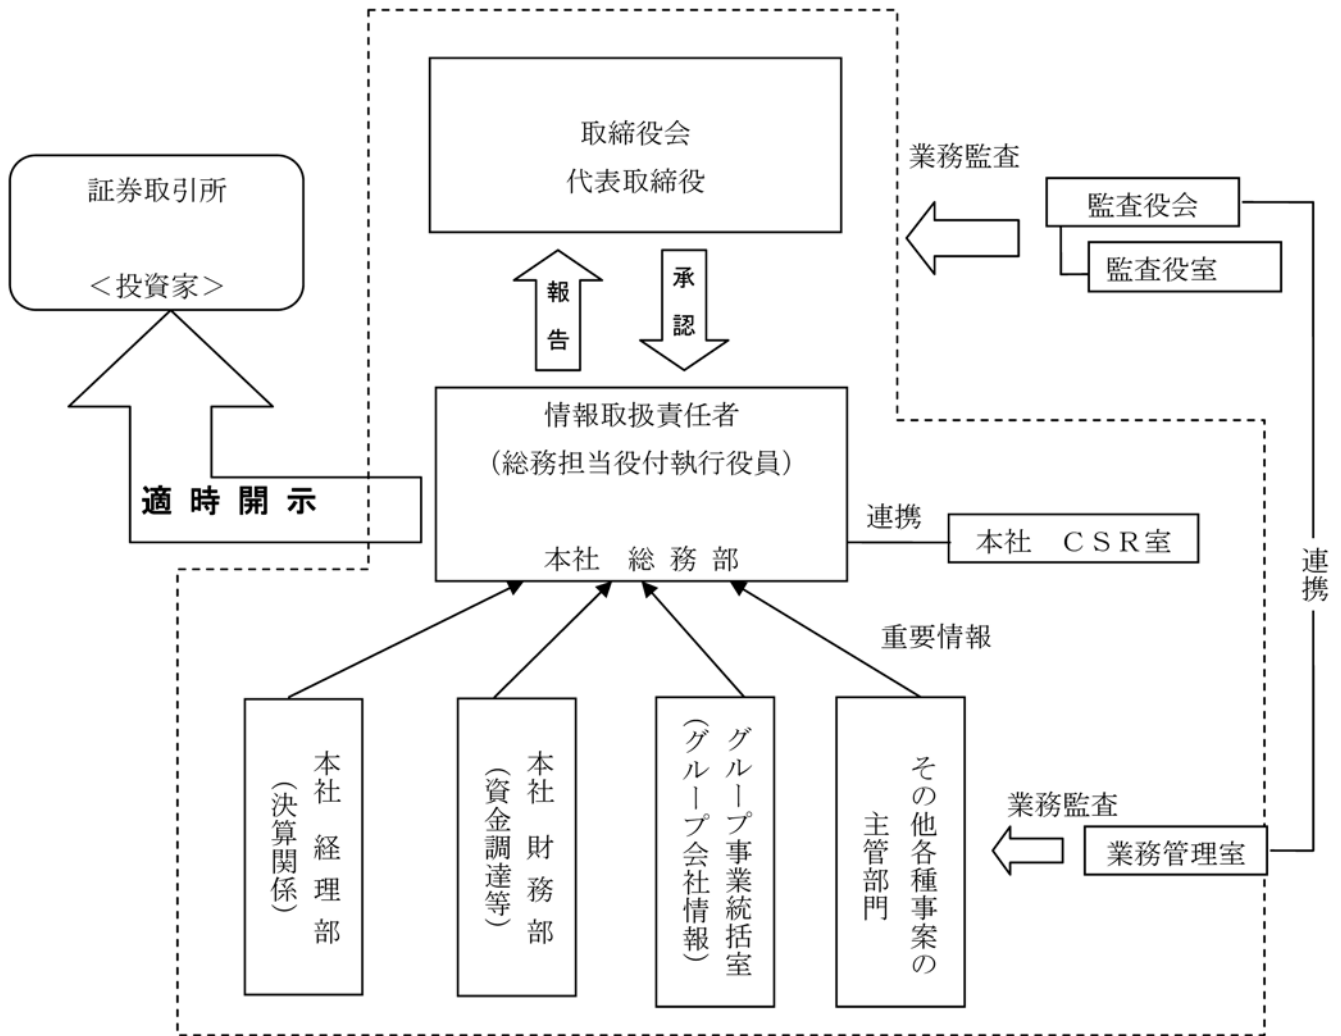 取締役会
代表取締役
業務監査
証券取引所
＜投資家＞
監査役会
監査役室
報告
承認
情報取扱責任者
（総務担当役付執行役員）
本社　総 務 部
適 時 開 示
連携
本社　ＣＳＲ室
連携
重要情報
本社　経 理 部
（決算関係）
本社　財 務 部
（資金調達等）
グループ事業統括室
（グループ会社情報）
その他各種事案の
主管部門
業務監査
業務管理室